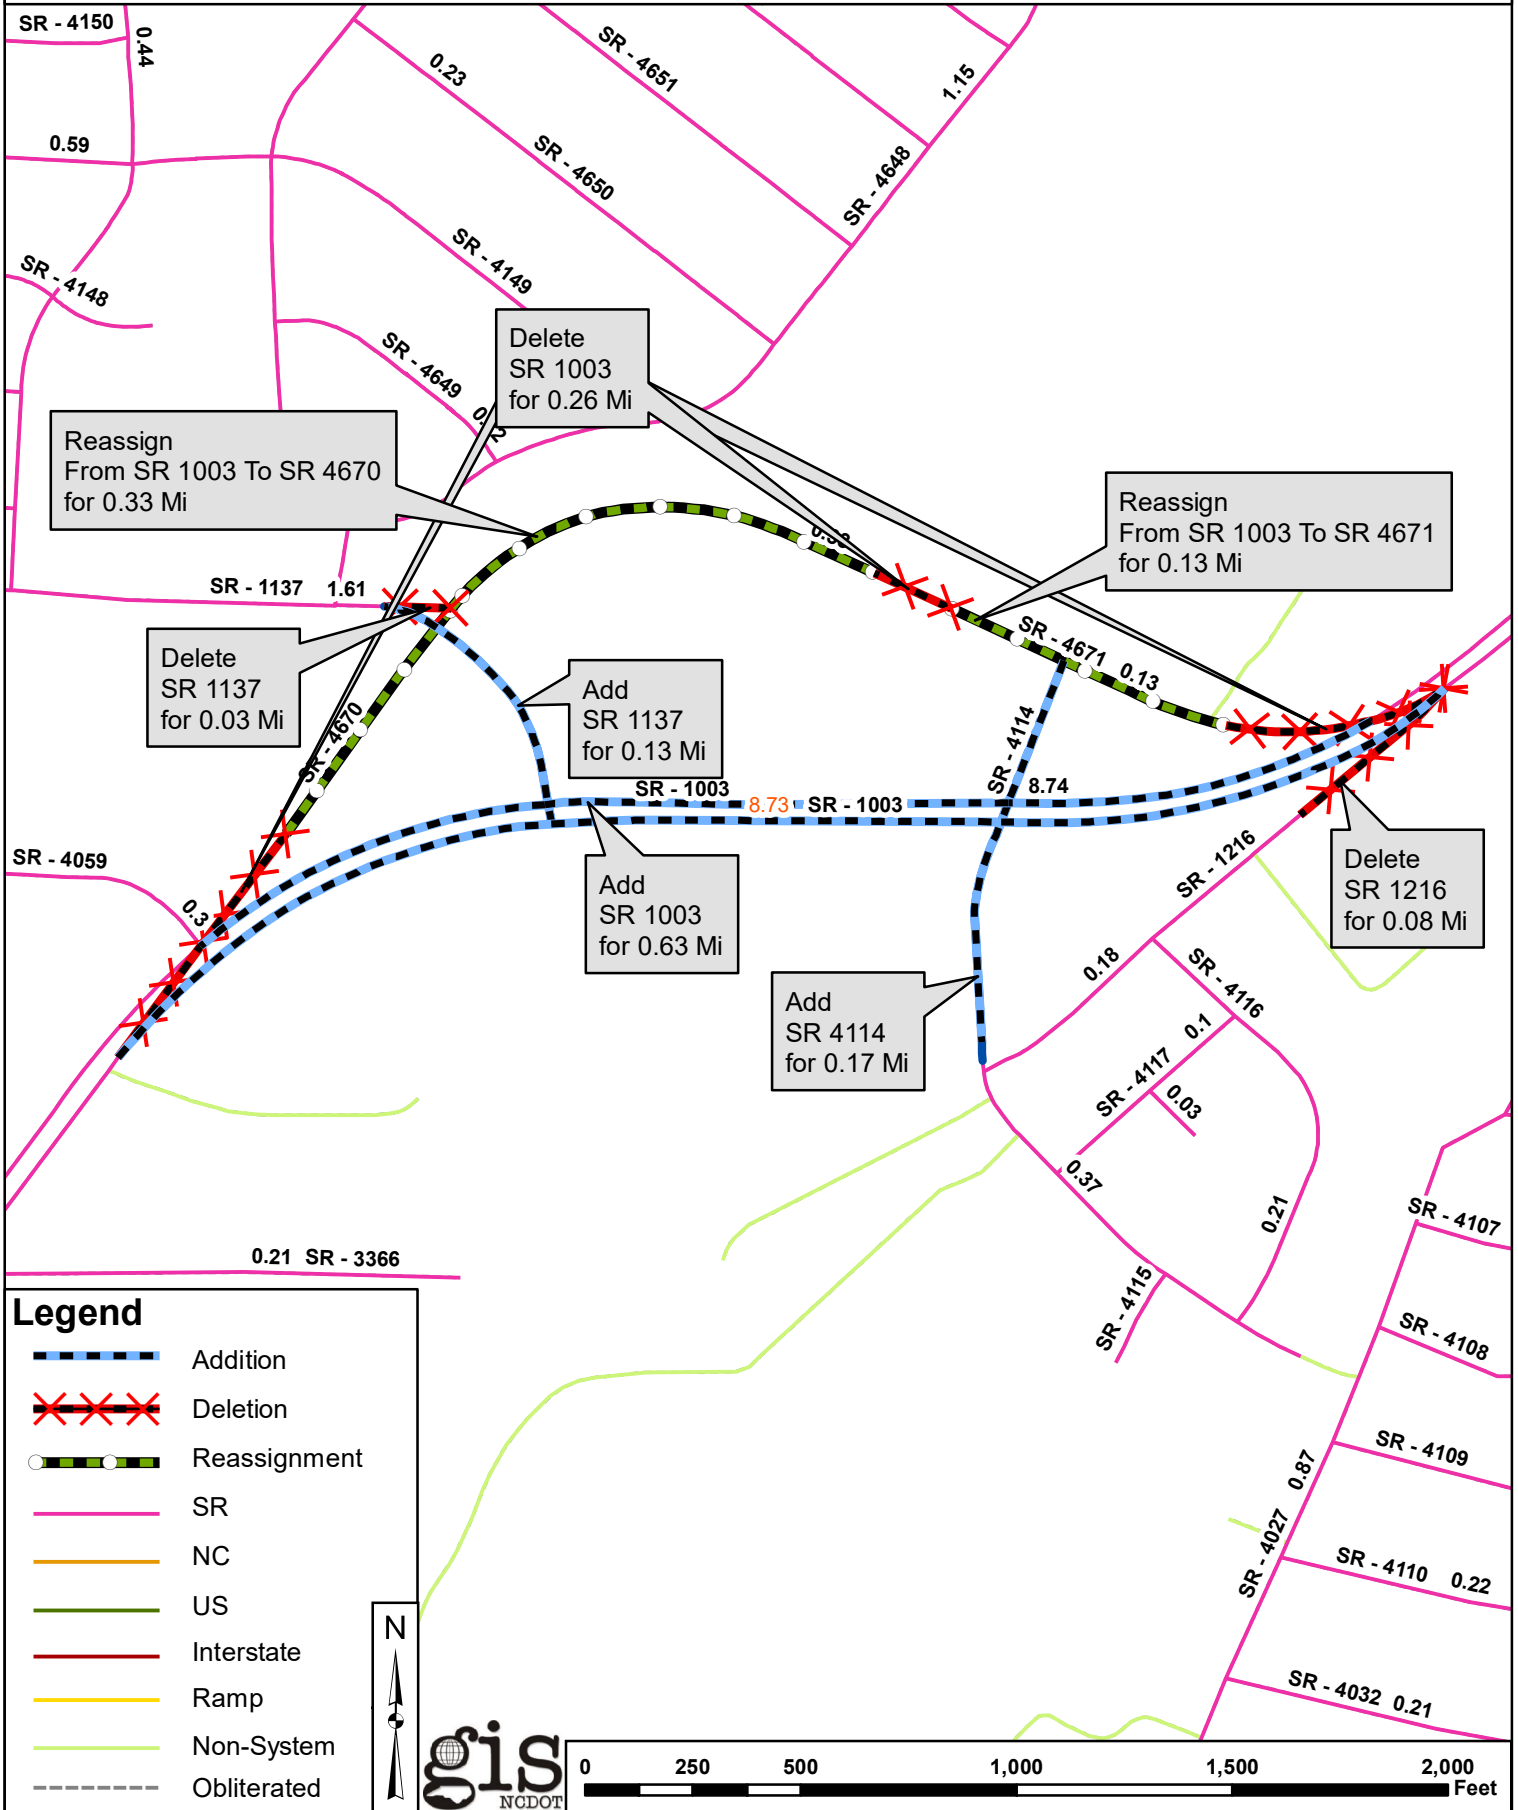 SR - 4150
0.44
0.59
SR - 4148
0.23
SR - 4651
1.15
SR - 4650
SR - 4648
SR - 4149
SR - 4649
Delete
SR 1003
for 0.26 Mi
Reassign
From SR 1003 To SR 4670
for 0.33 Mi
Reassign
From SR 1003 To SR 4671
for 0.13 Mi
SR - 1137 1.61
Delete
SR 1137
for 0.03 Mi
Add
SR 1137
for 0.13 Mi
SR - 4671 0.13
SR - 4670
SR - 4114
SR - 1003
8.73
SR - 1003
8.74
SR - 4059
0.3
Add
SR 1003
for 0.63 Mi
SR - 1216
Delete
SR 1216
for 0.08 Mi
Add
SR 4114
for 0.17 Mi
0.18
SR - 4116
SR - 4117 0.1
0.03
0.37
0.21
SR - 4107
SR - 4115
SR - 4108
SR - 4109
SR - 4027 0.87
SR - 4110 0.22
SR - 4032 0.21
0.21 SR - 3366
Legend
Addition
Deletion
Reassignment
SR
NC
US
Interstate
Ramp
Non-System
Obliterated
N
gis
NCDOT
0 250 500 1,000 1,500 2,000
Feet